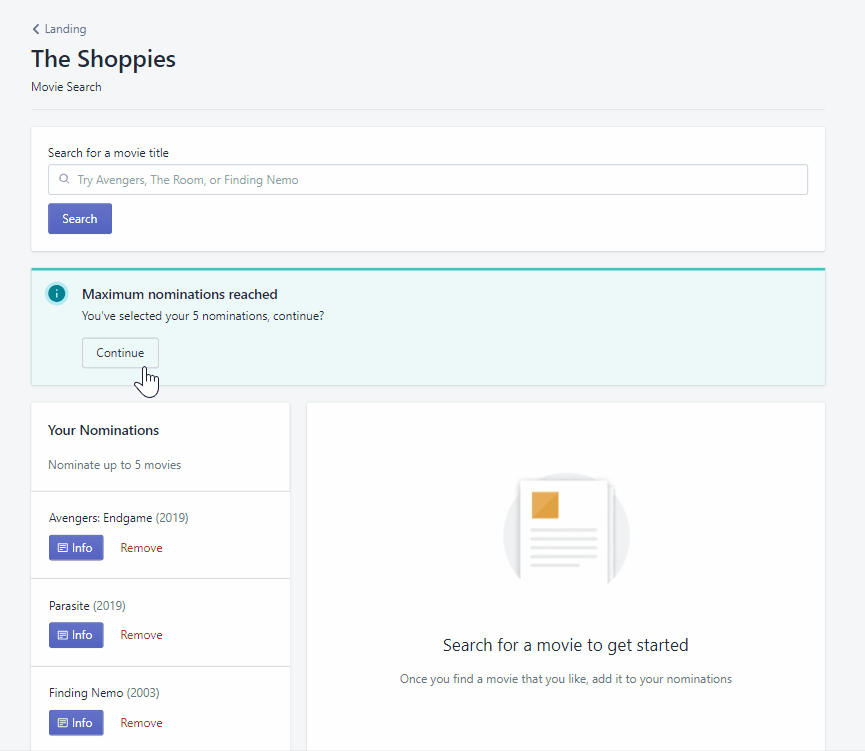 Landing
The Shoppies
Movie Search
Search for a movie title
Try Avengers, The Room, or Finding Nemo
Search
Maximum nominations reached
You've selected your 5 nominations, continue?
Continue
Your Nominations
Nominate up to 5 movies
Avengers: Endgame (2019)
Info Remove
Parasite (2019)
Info Remove
Finding Nemo (2003)
Info Remove
Search for a movie to get started
Once you find a movie that you like, add it to your nominations